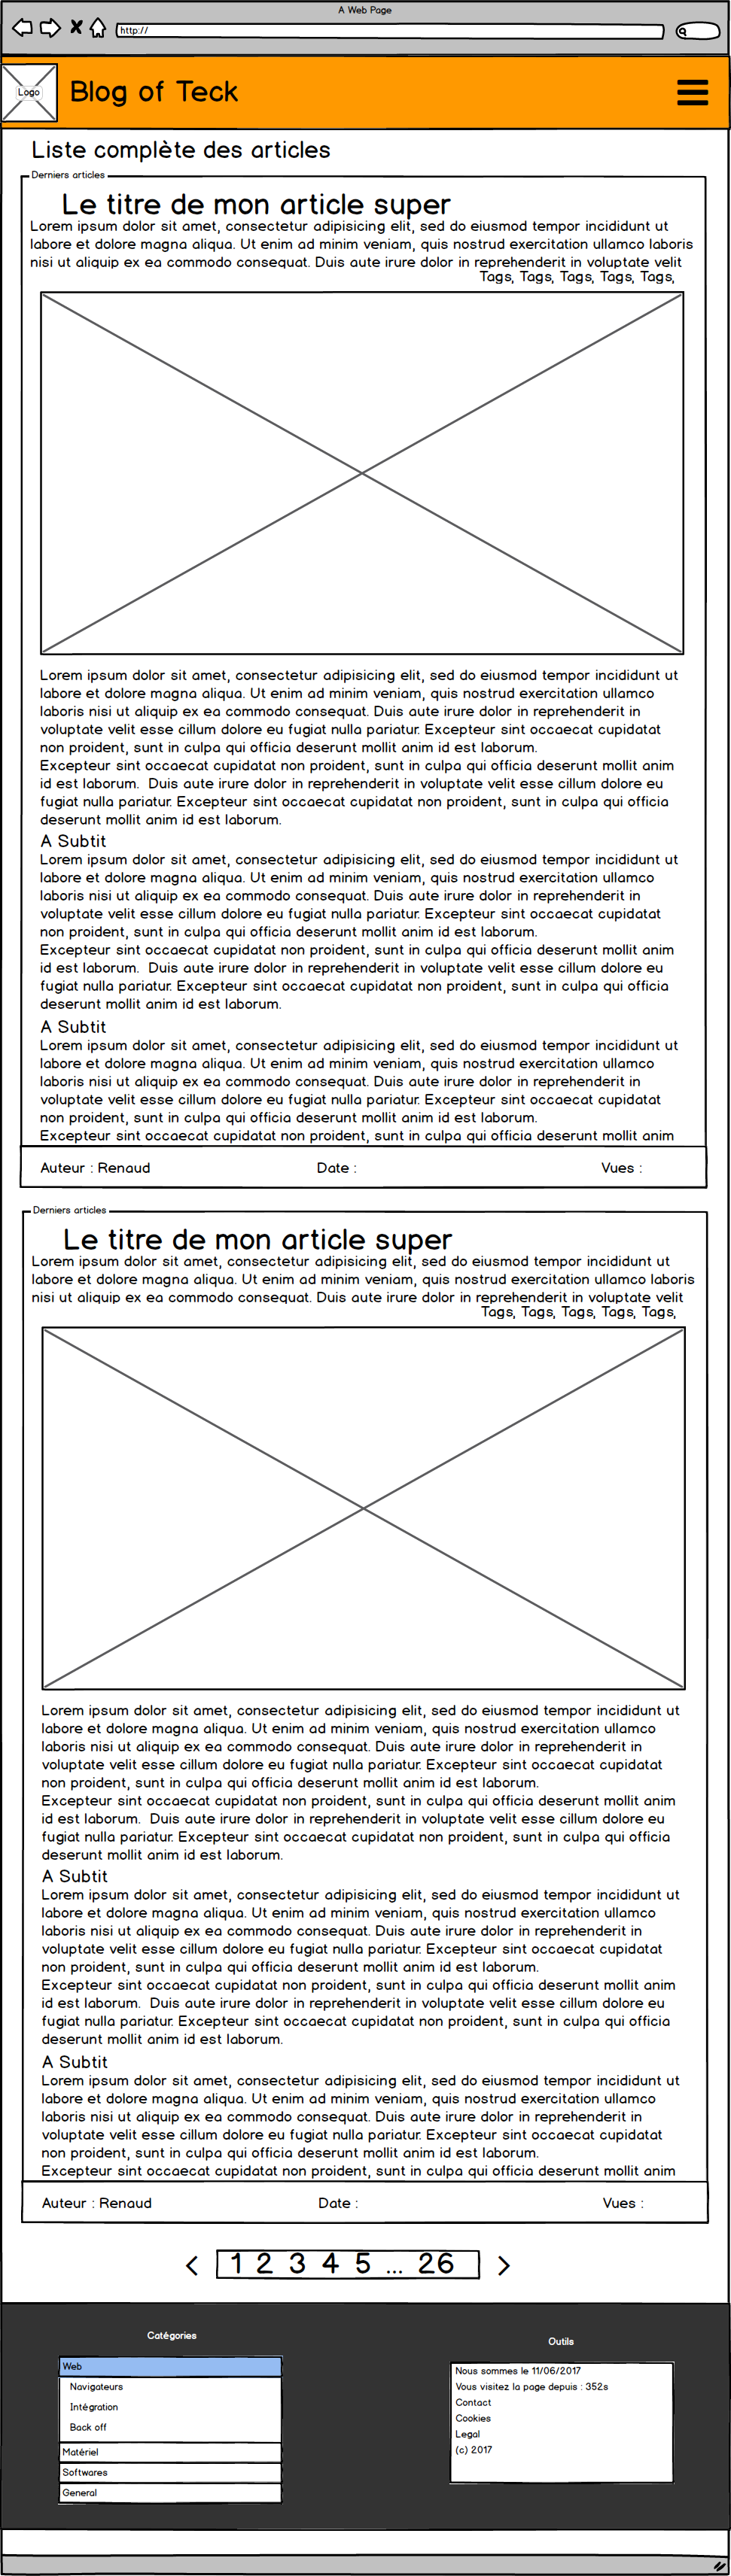 A Web Page
http://
Logo
Blog of Teck
Liste complète des articles
Derniers articles
Le titre de mon article super
Lorem ipsum dolor sit amet, consectetur adipisicing elit, sed do eiusmod tempor incididunt ut
labore et dolore magna aliqua. Ut enim ad minim veniam, quis nostrud exercitation ullamco laboris
nisi ut aliquip ex ea commodo consequat. Duis aute irure dolor in reprehenderit in voluptate velit
Tags, Tags, Tags, Tags, Tags,
Lorem ipsum dolor sit amet, consectetur adipisicing elit, sed do eiusmod tempor incididunt ut
labore et dolore magna aliqua. Ut enim ad minim veniam, quis nostrud exercitation ullamco
laboris nisi ut aliquip ex ea commodo consequat. Duis aute irure dolor in reprehenderit in
voluptate velit esse cillum dolore eu fugiat nulla pariatur. Excepteur sint occaecat cupidatat
non proident, sunt in culpa qui officia deserunt mollit anim id est laborum.
Excepteur sint occaecat cupidatat non proident, sunt in culpa qui officia deserunt mollit anim
id est laborum.  Duis aute irure dolor in reprehenderit in voluptate velit esse cillum dolore eu
fugiat nulla pariatur. Excepteur sint occaecat cupidatat non proident, sunt in culpa qui officia
deserunt mollit anim id est laborum.
A Subtit
Lorem ipsum dolor sit amet, consectetur adipisicing elit, sed do eiusmod tempor incididunt ut
labore et dolore magna aliqua. Ut enim ad minim veniam, quis nostrud exercitation ullamco
laboris nisi ut aliquip ex ea commodo consequat. Duis aute irure dolor in reprehenderit in
voluptate velit esse cillum dolore eu fugiat nulla pariatur. Excepteur sint occaecat cupidatat
non proident, sunt in culpa qui officia deserunt mollit anim id est laborum.
Excepteur sint occaecat cupidatat non proident, sunt in culpa qui officia deserunt mollit anim
id est laborum.  Duis aute irure dolor in reprehenderit in voluptate velit esse cillum dolore eu
fugiat nulla pariatur. Excepteur sint occaecat cupidatat non proident, sunt in culpa qui officia
deserunt mollit anim id est laborum.
A Subtit
Lorem ipsum dolor sit amet, consectetur adipisicing elit, sed do eiusmod tempor incididunt ut
labore et dolore magna aliqua. Ut enim ad minim veniam, quis nostrud exercitation ullamco
laboris nisi ut aliquip ex ea commodo consequat. Duis aute irure dolor in reprehenderit in
voluptate velit esse cillum dolore eu fugiat nulla pariatur. Excepteur sint occaecat cupidatat
non proident, sunt in culpa qui officia deserunt mollit anim id est laborum.
Excepteur sint occaecat cupidatat non proident, sunt in culpa qui officia deserunt mollit anim
Auteur : Renaud Date : Vues :
Derniers articles
Le titre de mon article super
Lorem ipsum dolor sit amet, consectetur adipisicing elit, sed do eiusmod tempor incididunt ut
labore et dolore magna aliqua. Ut enim ad minim veniam, quis nostrud exercitation ullamco laboris
nisi ut aliquip ex ea commodo consequat. Duis aute irure dolor in reprehenderit in voluptate velit
Tags, Tags, Tags, Tags, Tags,
Lorem ipsum dolor sit amet, consectetur adipisicing elit, sed do eiusmod tempor incididunt ut
labore et dolore magna aliqua. Ut enim ad minim veniam, quis nostrud exercitation ullamco
laboris nisi ut aliquip ex ea commodo consequat. Duis aute irure dolor in reprehenderit in
voluptate velit esse cillum dolore eu fugiat nulla pariatur. Excepteur sint occaecat cupidatat
non proident, sunt in culpa qui officia deserunt mollit anim id est laborum.
Excepteur sint occaecat cupidatat non proident, sunt in culpa qui officia deserunt mollit anim
id est laborum.  Duis aute irure dolor in reprehenderit in voluptate velit esse cillum dolore eu
fugiat nulla pariatur. Excepteur sint occaecat cupidatat non proident, sunt in culpa qui officia
deserunt mollit anim id est laborum.
A Subtit
Lorem ipsum dolor sit amet, consectetur adipisicing elit, sed do eiusmod tempor incididunt ut
labore et dolore magna aliqua. Ut enim ad minim veniam, quis nostrud exercitation ullamco
laboris nisi ut aliquip ex ea commodo consequat. Duis aute irure dolor in reprehenderit in
voluptate velit esse cillum dolore eu fugiat nulla pariatur. Excepteur sint occaecat cupidatat
non proident, sunt in culpa qui officia deserunt mollit anim id est laborum.
Excepteur sint occaecat cupidatat non proident, sunt in culpa qui officia deserunt mollit anim
id est laborum.  Duis aute irure dolor in reprehenderit in voluptate velit esse cillum dolore eu
fugiat nulla pariatur. Excepteur sint occaecat cupidatat non proident, sunt in culpa qui officia
deserunt mollit anim id est laborum.
A Subtit
Lorem ipsum dolor sit amet, consectetur adipisicing elit, sed do eiusmod tempor incididunt ut
labore et dolore magna aliqua. Ut enim ad minim veniam, quis nostrud exercitation ullamco
laboris nisi ut aliquip ex ea commodo consequat. Duis aute irure dolor in reprehenderit in
voluptate velit esse cillum dolore eu fugiat nulla pariatur. Excepteur sint occaecat cupidatat
non proident, sunt in culpa qui officia deserunt mollit anim id est laborum.
Excepteur sint occaecat cupidatat non proident, sunt in culpa qui officia deserunt mollit anim
Auteur : Renaud Date : Vues :
1 2 3 4 5 ... 26
Catégories
Web
Navigateurs
Intégration
Back off
Matériel
Softwares
General
Outils
Nous sommes le 11/06/2017
Vous visitez la page depuis : 352s
Contact
Cookies
Legal
(c) 2017